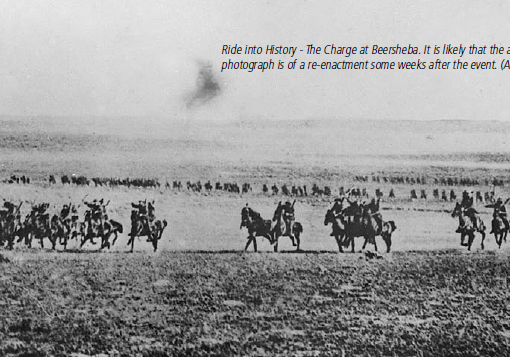 Ride into History - The Charge at Beersheba. It is likely that the a
photograph is of a re-enactment some weeks after the event. (A